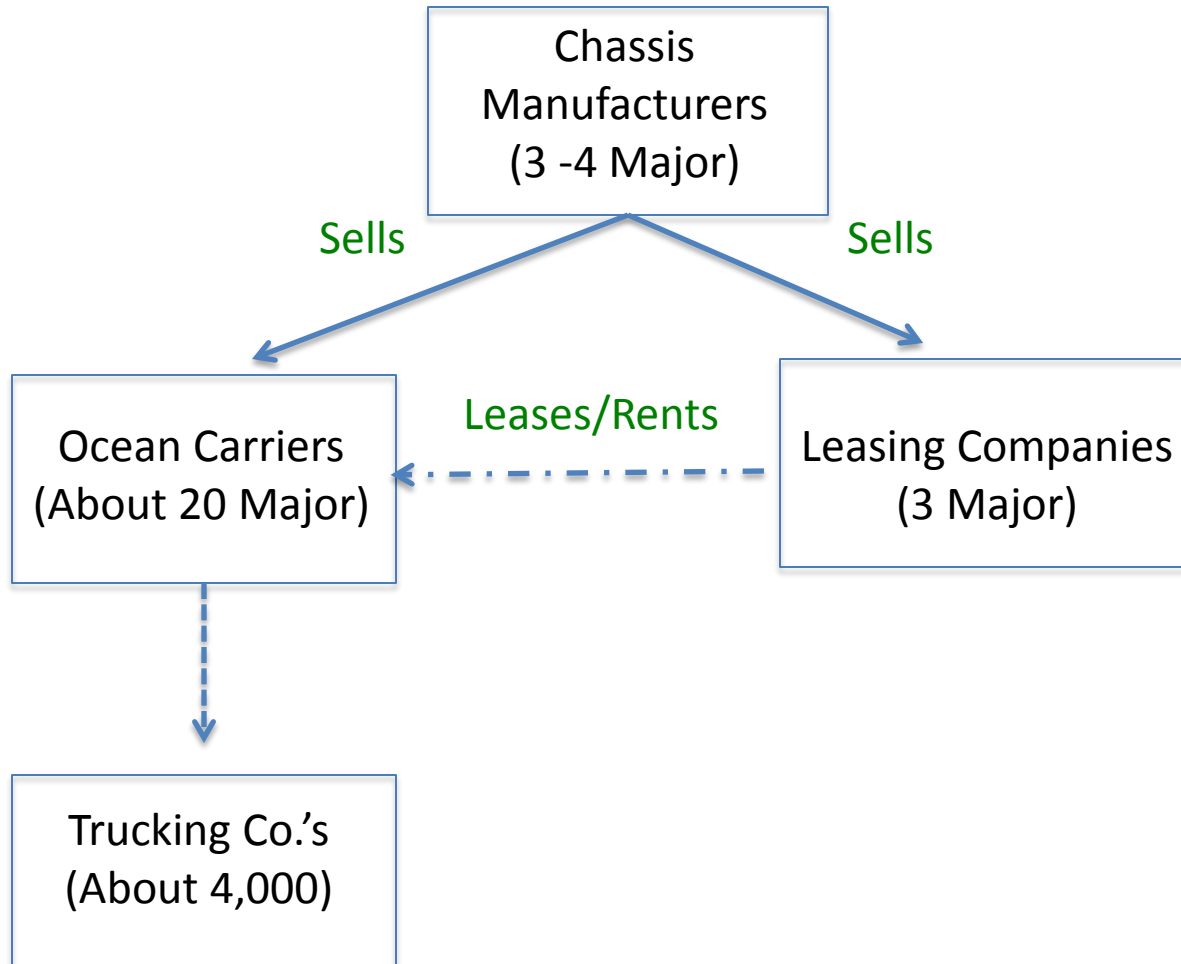 Chassis
Manufacturers
(3 -4 Major)
Sells
Sells
Leases/Rents
Ocean Carriers
(About 20 Major)
Leasing Companies
(3 Major)
Trucking Co.’s
(About 4,000)